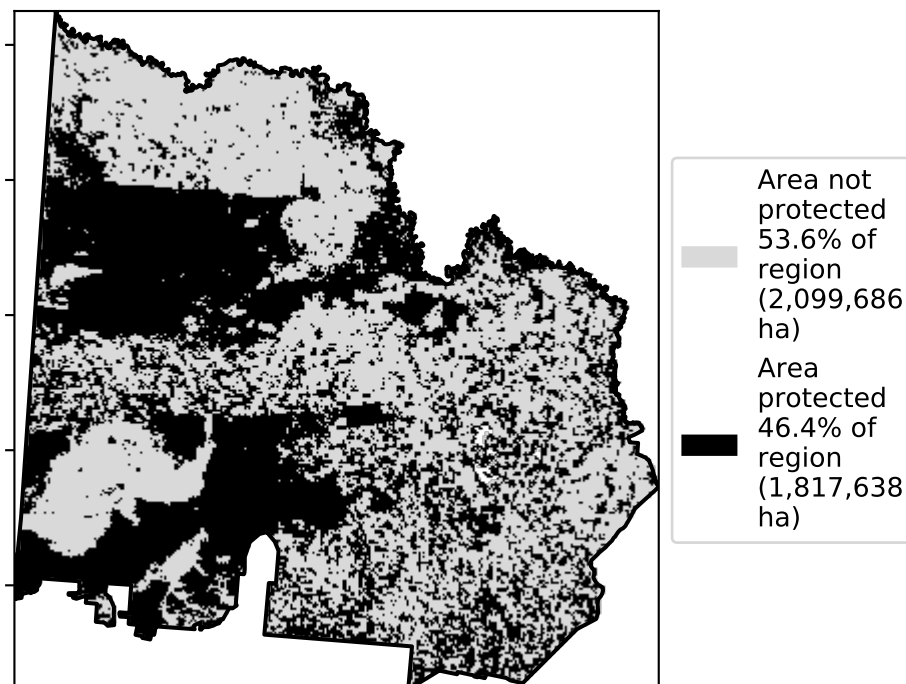 Area not
protected
53.6% of
region
(2,099,686
ha)
Area
protected
46.4% of
region
(1,817,638
ha)